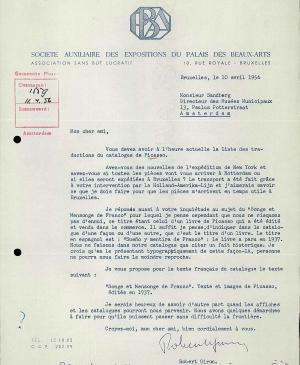 SOCIETE AUXILIAIRE DES EXPOSITIONS DU PALAIS DES BEAUX-ARTS
ASSOCIATION SANS BUT LUCRATIF
10, RUE ROYALE - BRUXELLES
Bruxelles, le 10 avril 1956
Monsieur Sandberg
Directeur des Musées Municipaux
13, Paulus Potterstraat
Amsterdam
Amsterdam
Mon cher ami,
Vous devez avoir à l'heure actuelle la liste des tra-
ductions du catalogue de Picasso.
Avez-vous des nouvelles de l'expédition de New York et
savez-vous si toutes les pièces vont vous arriver à Rotterdam ou
si elles seront expédiées à Bruxelles ? Le transport a été fait grâce
à votre intervention par la Holland-Amerika-Lijn et j'aimerais savoir
ce que je dois faire pour que les pièces n'arrivent en temps utile à
Bruxelles.
Je réponds aussi à votre inquiétude au sujet du "Songe et
Mensonge de Franco" pour lequel je pense cependant que nous ne risquons
pas d'ennui, ce titre étant celui d'un livre de Picasso qui a été édité
et vendu dans le commerce. Il suffit je pense, d'indiquer dans le catalo-
gue d'une façon ou d'une autre, que c'est le titre d'un livre. Le titre
en espagnol est : "Sueño y mentira de Franco" : le livre a paru en 1937.
Nous ne faisons dans notre catalogue que citer un fait historique. Je
crois qu'en le présentant typographiquement de cette façon-là, personne
ne pourra nous faire le moindre reproche.
Je vous propose pour le texte français du catalogue le texte
suivant :
"Songe et Mensonge de Franco". Texte et images de Picasso,
édités en 1937.
Je serais heureux de savoir d'autre part quand les affiches
et les catalogues pourront nous parvenir. Nous avons quelques démarches
à faire pour qu'ils puissent passer sans difficulté la frontière.
Croyez-moi, mon cher ami, bien cordialement à vous.
Robert Giron.